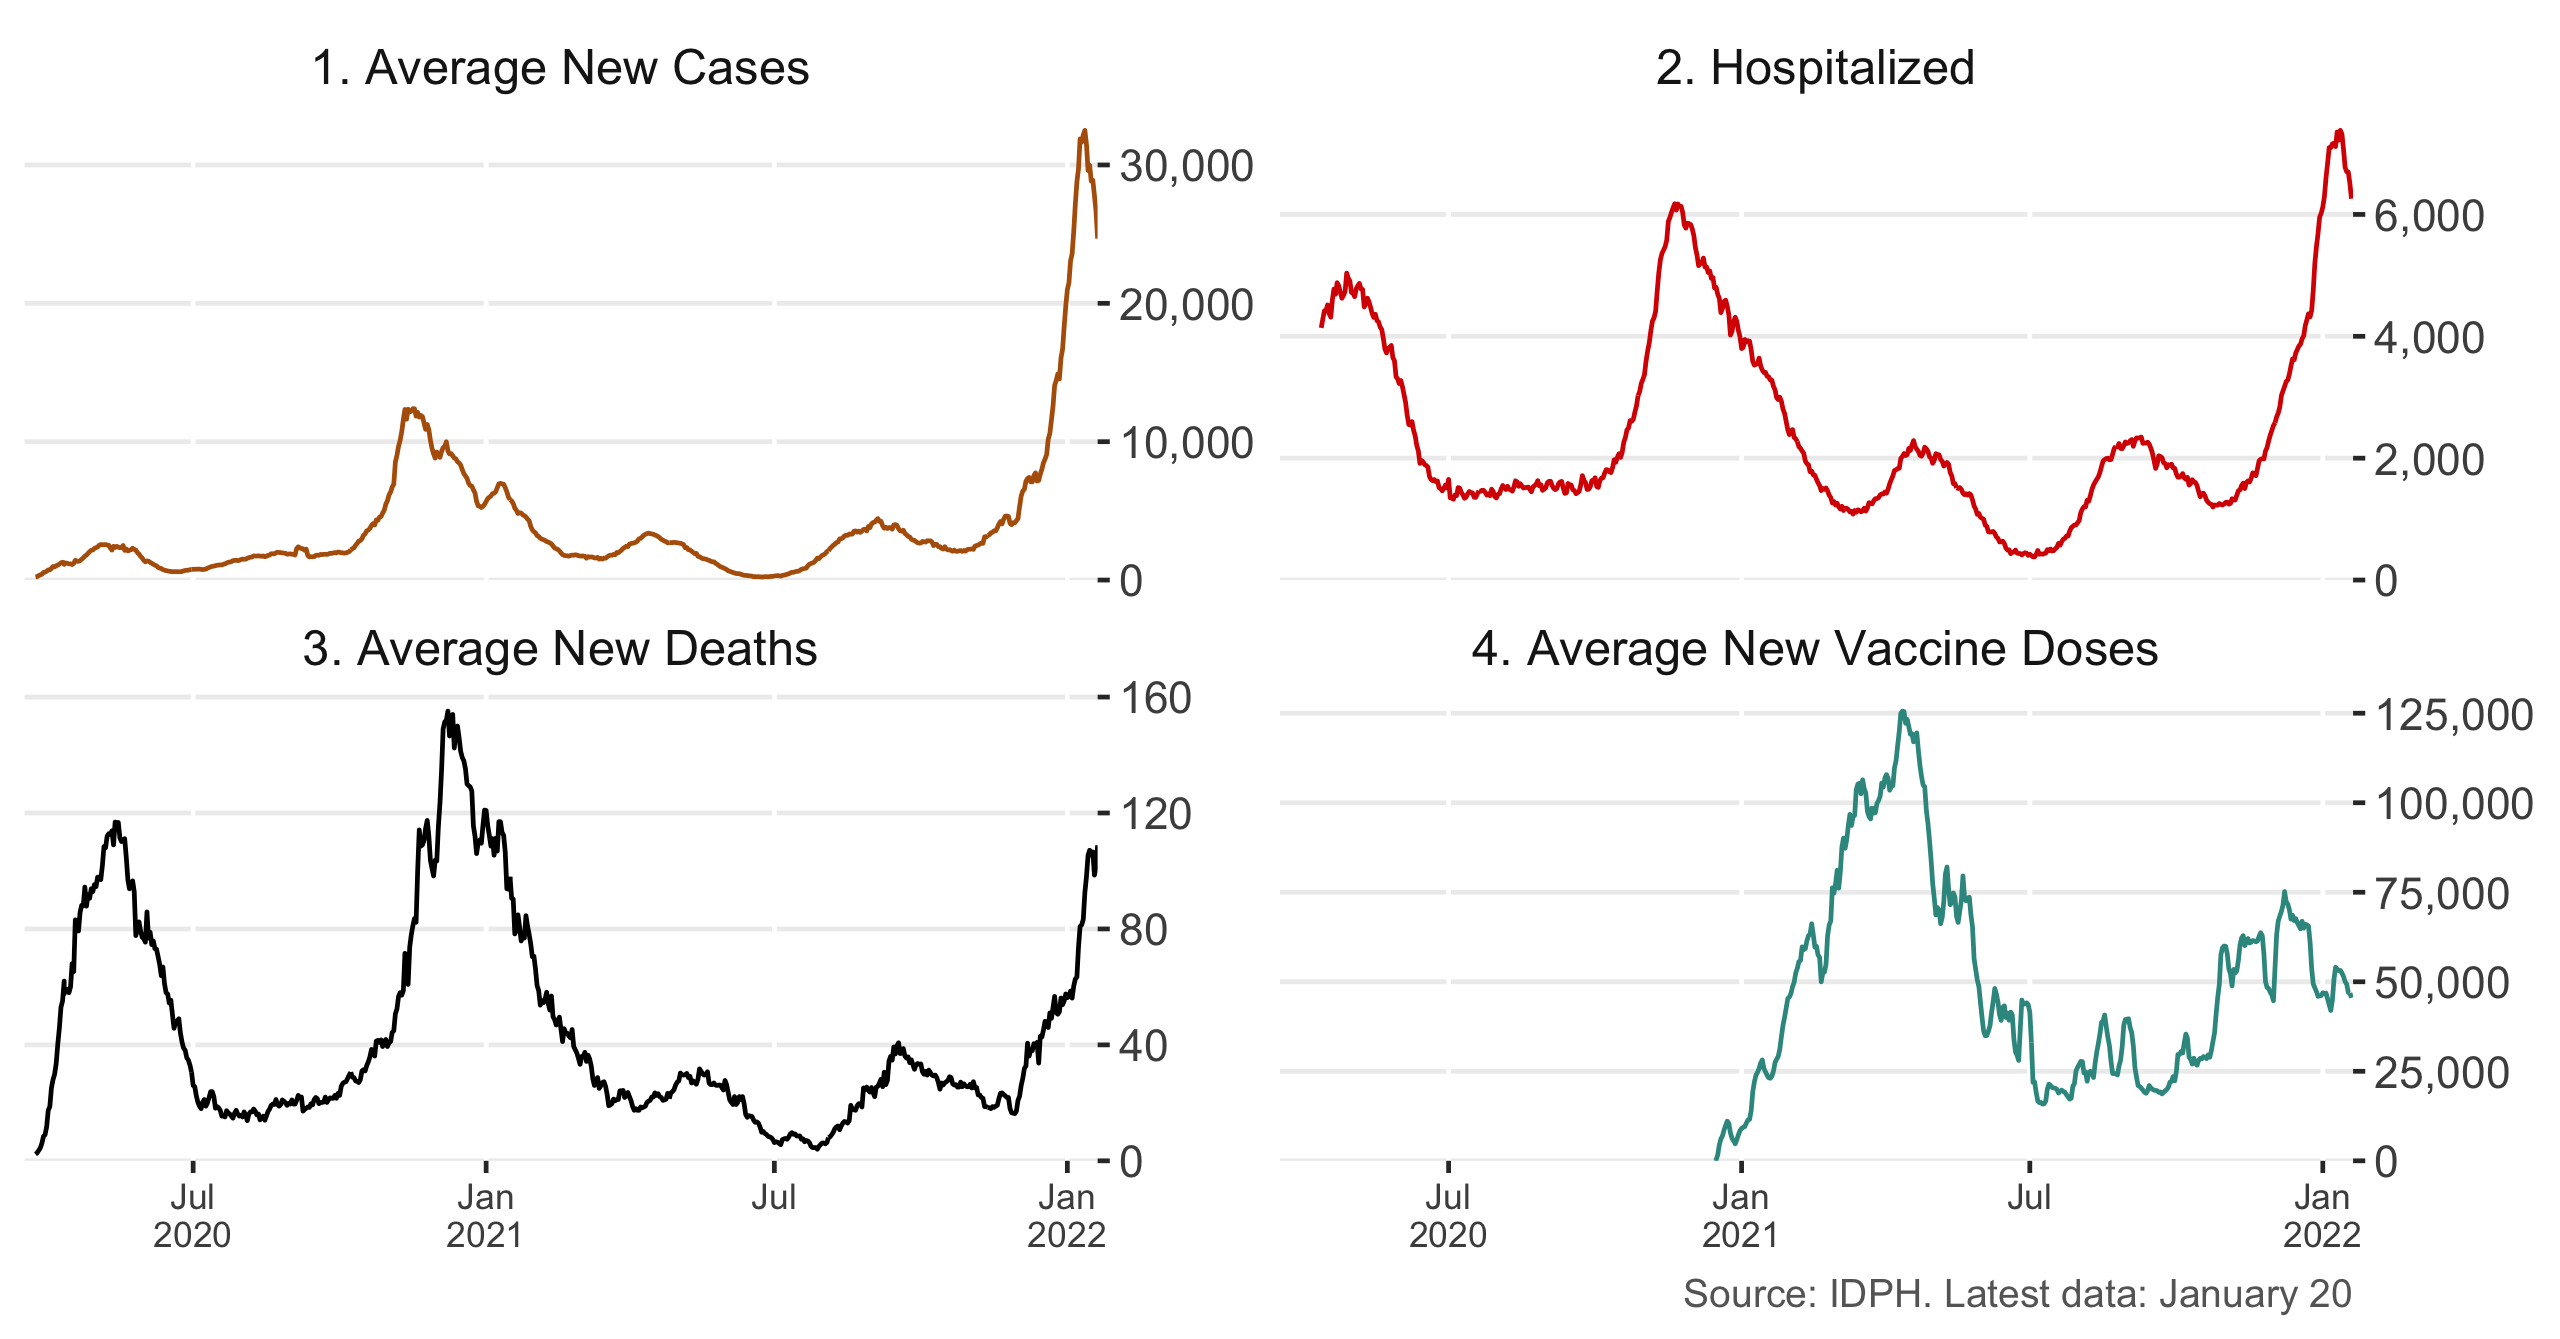 1. Average New Cases
30,000
20,000
10,000
0
2. Hospitalized
6,000
4,000
2,000
0
3. Average New Deaths
160
120
80
40
0
Jul
2020
Jan
2021
Jul
Jan
2022
4. Average New Vaccine Doses
125,000
100,000
75,000
50,000
25,000
0
Jul
2020
Jan
2021
Jul
Jan
2022
Source: IDPH. Latest data: January 20